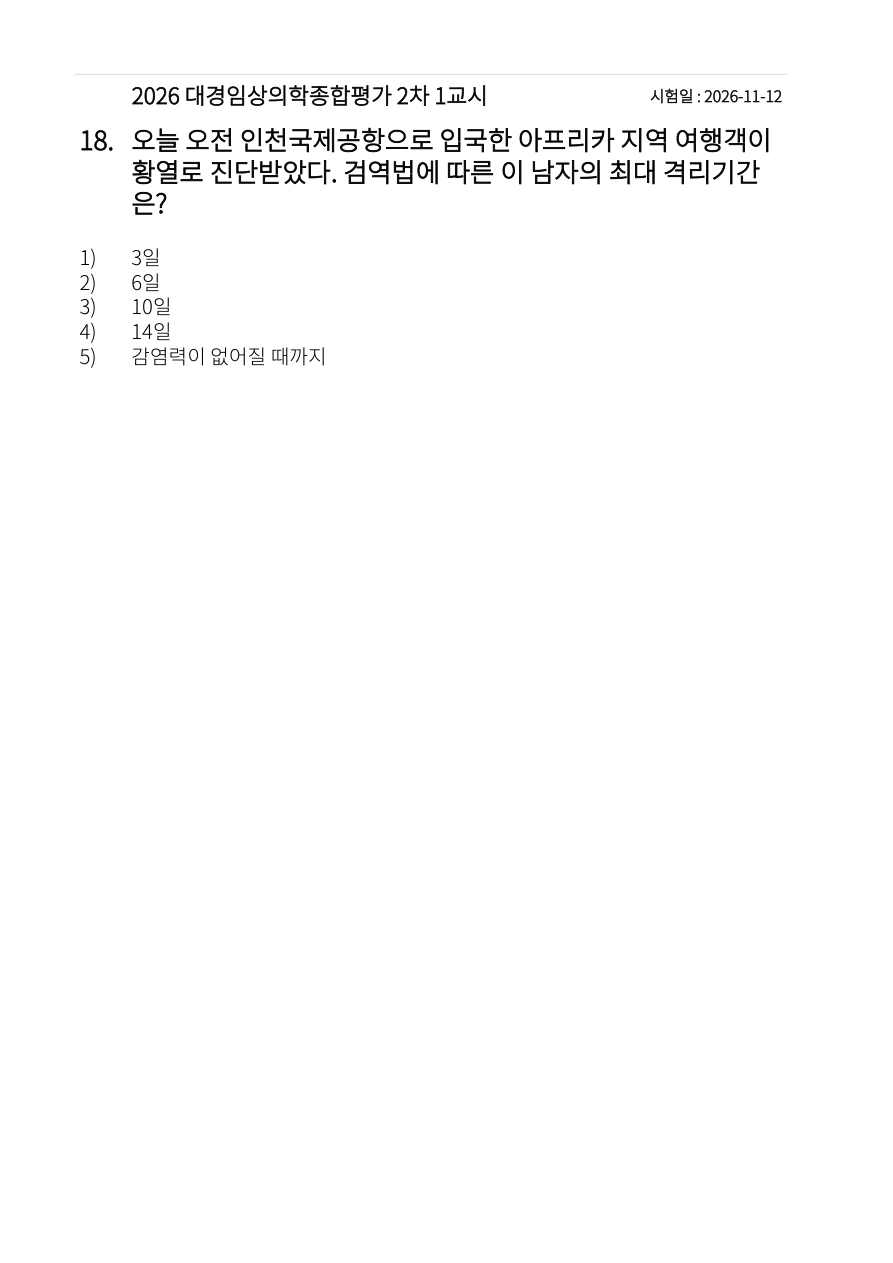 2026 대경임상의학종합평가 2차 1교시 시험일 : 2026-11-12
18. 오늘 오전 인천국제공항으로 입국한 아프리카 지역 여행객이
황열로 진단받았다. 검역법에 따른 이 남자의 최대 격리기간
은?
1) 3일
2) 6일
3) 10일
4) 14일
5) 감염력이 없어질 때까지